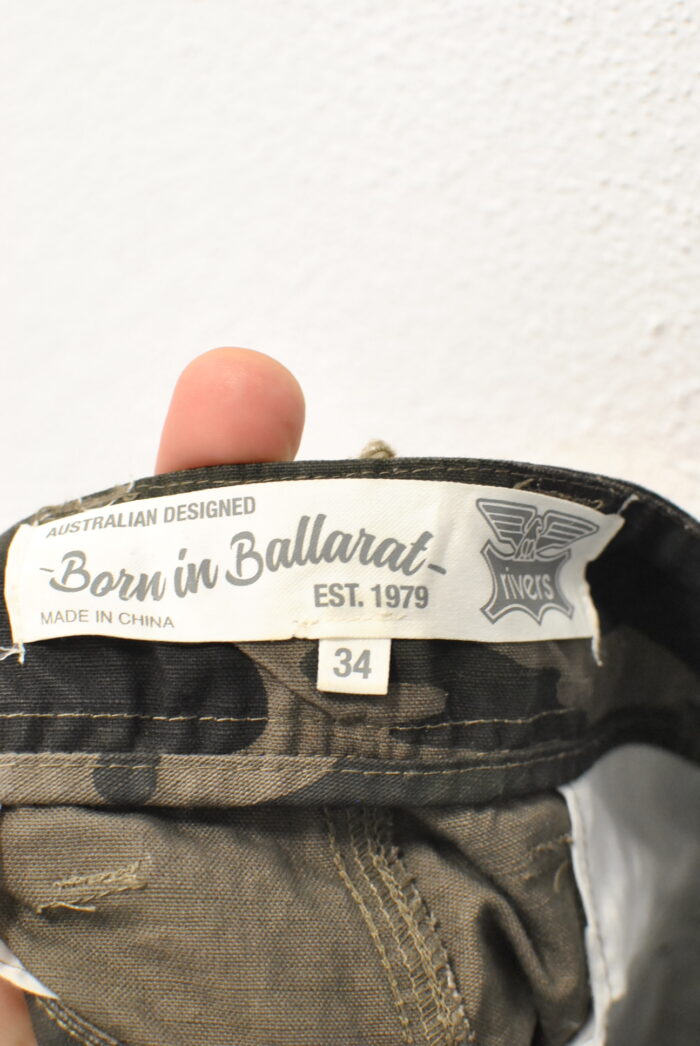 AUSTRALIAN DESIGNED
-Born in Ballarat-
EST. 1979
MADE IN CHINA
rivers
34